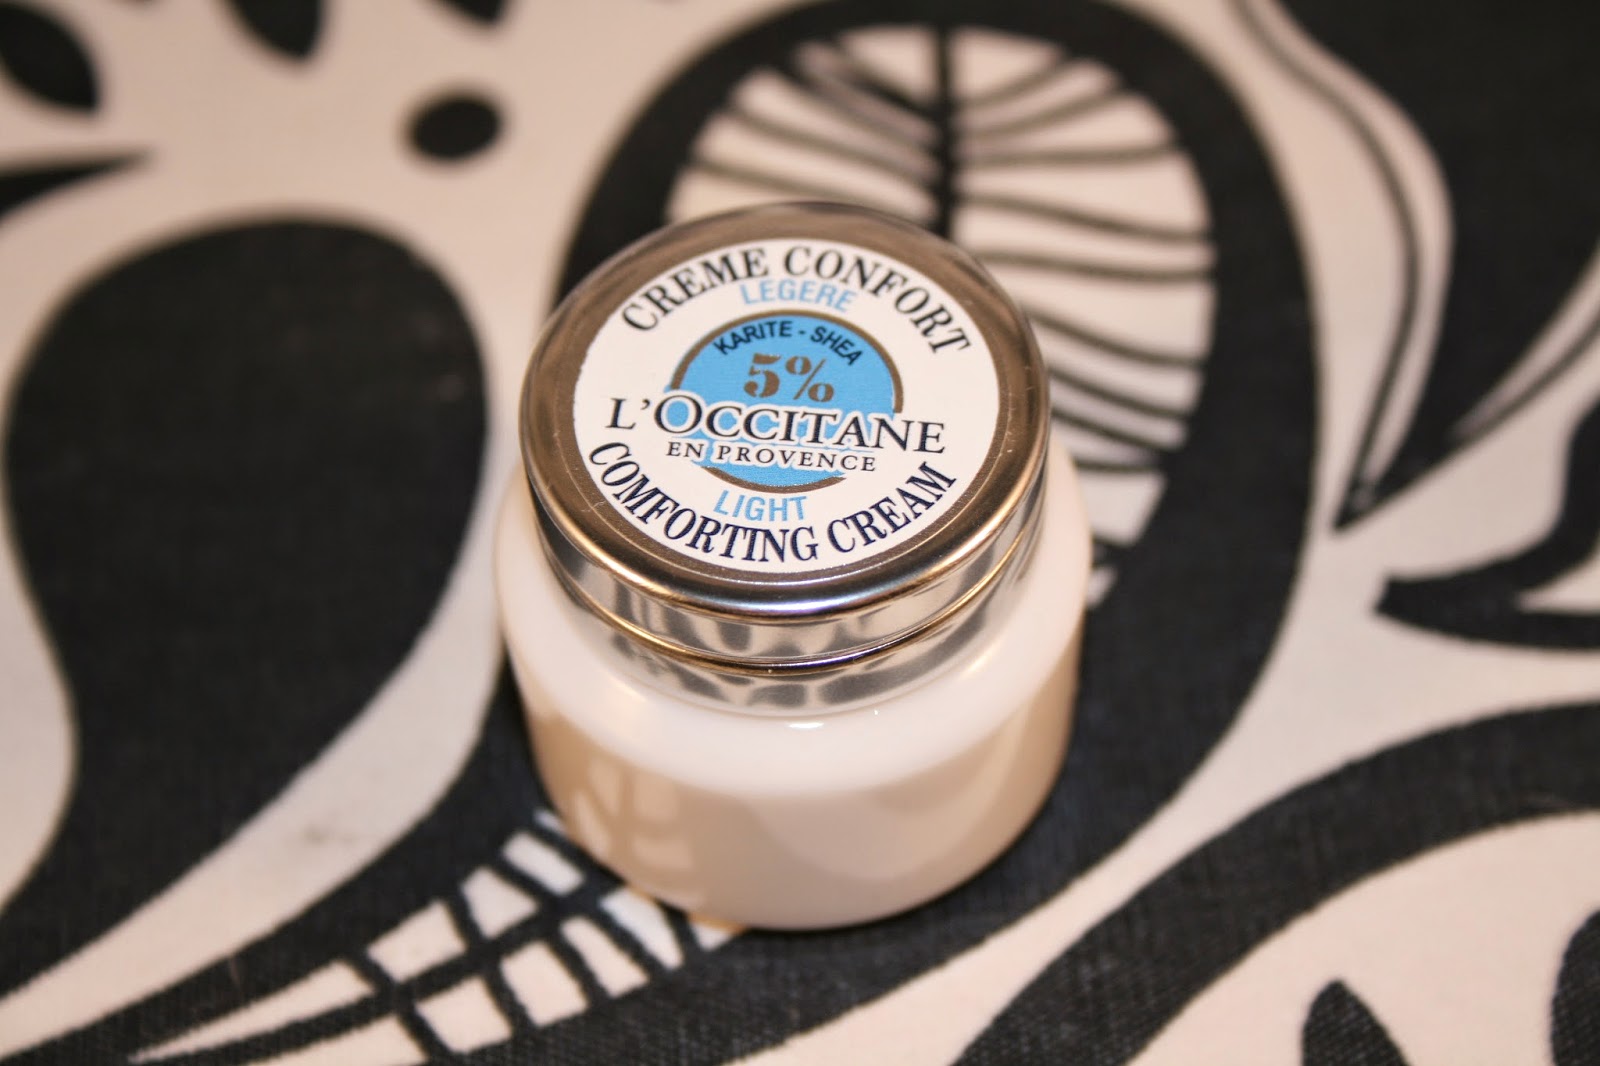 CREME CONFORT
LEGERE
KARITE - SHEA
5%
L'OCCITANE
EN PROVENCE
LIGHT
COMFORTING CREAM